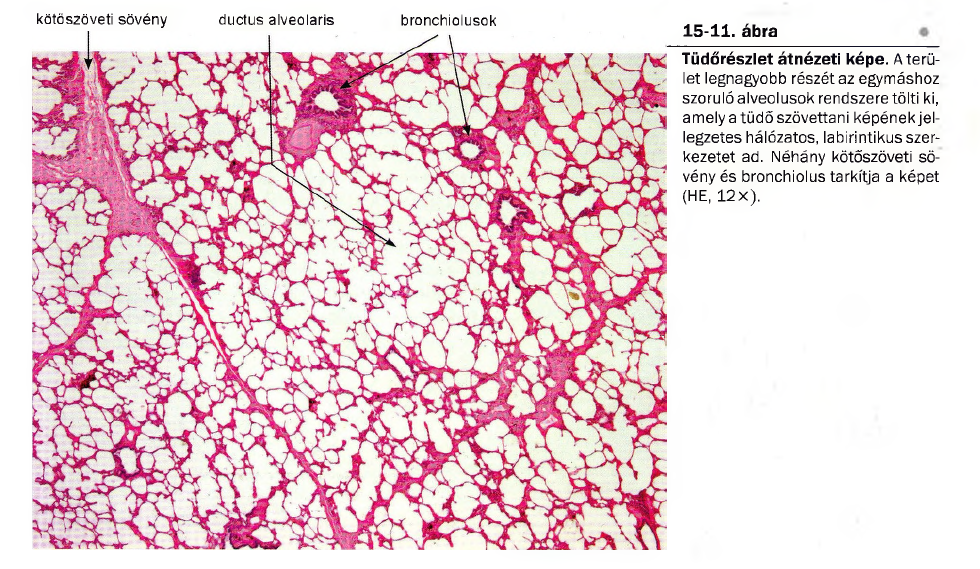 kötőszöveti sövény
ductus alveolaris
bronchiolusok
15-11. ábra
Tüdőrészlet átnézeti képe. A terü-
let legnagyobb részét az egymáshoz
szoruló alveolusok rendszere tölti ki,
amely a tüdő szövettani képének jel-
legzetes hálózatos, labirintikus szer-
kezetet ad. Néhány kötőszöveti sö-
vény és bronchiolus tarkítja a képet
(HE, 12×).